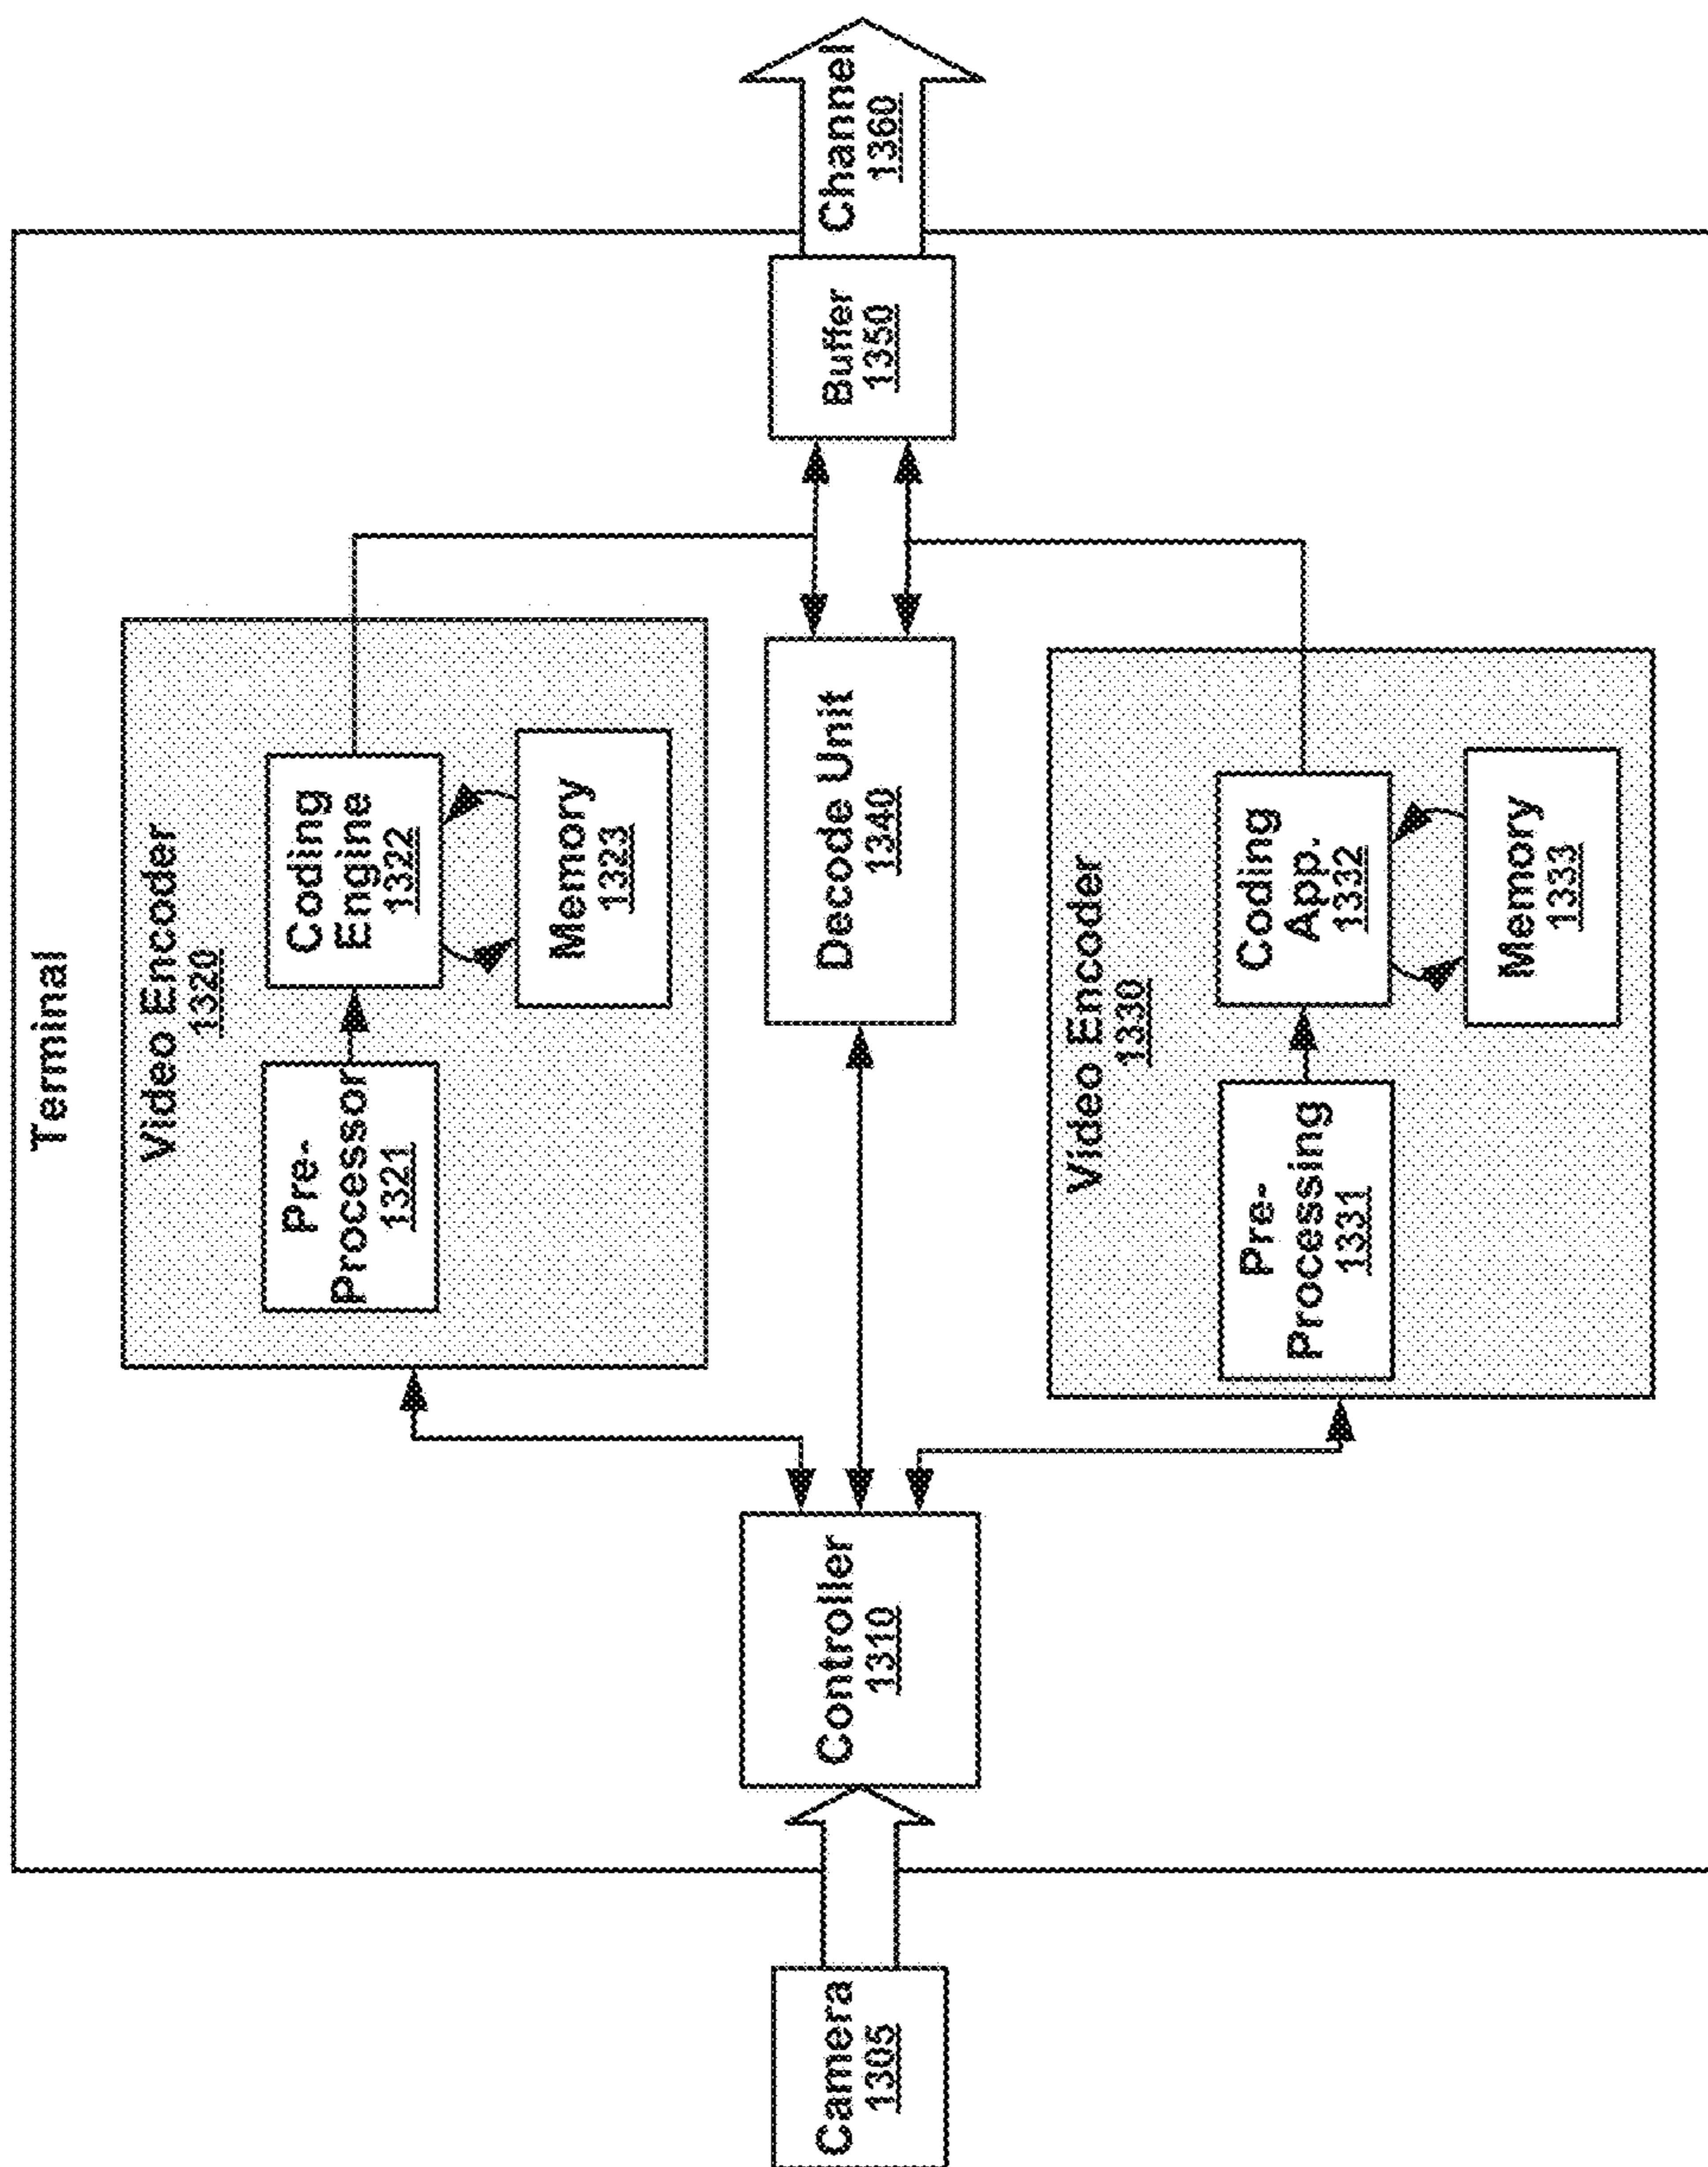 Terminal
Video Encoder
1320
Pre-
Processor
1321
Coding
Engine
1322
Memory
1323
Camera
1305
Controller
1310
Decode Unit
1340
Buffer
1350
Channel
1360
Video Encoder
1330
Pre-
Processing
1331
Coding
App.
1332
Memory
1333